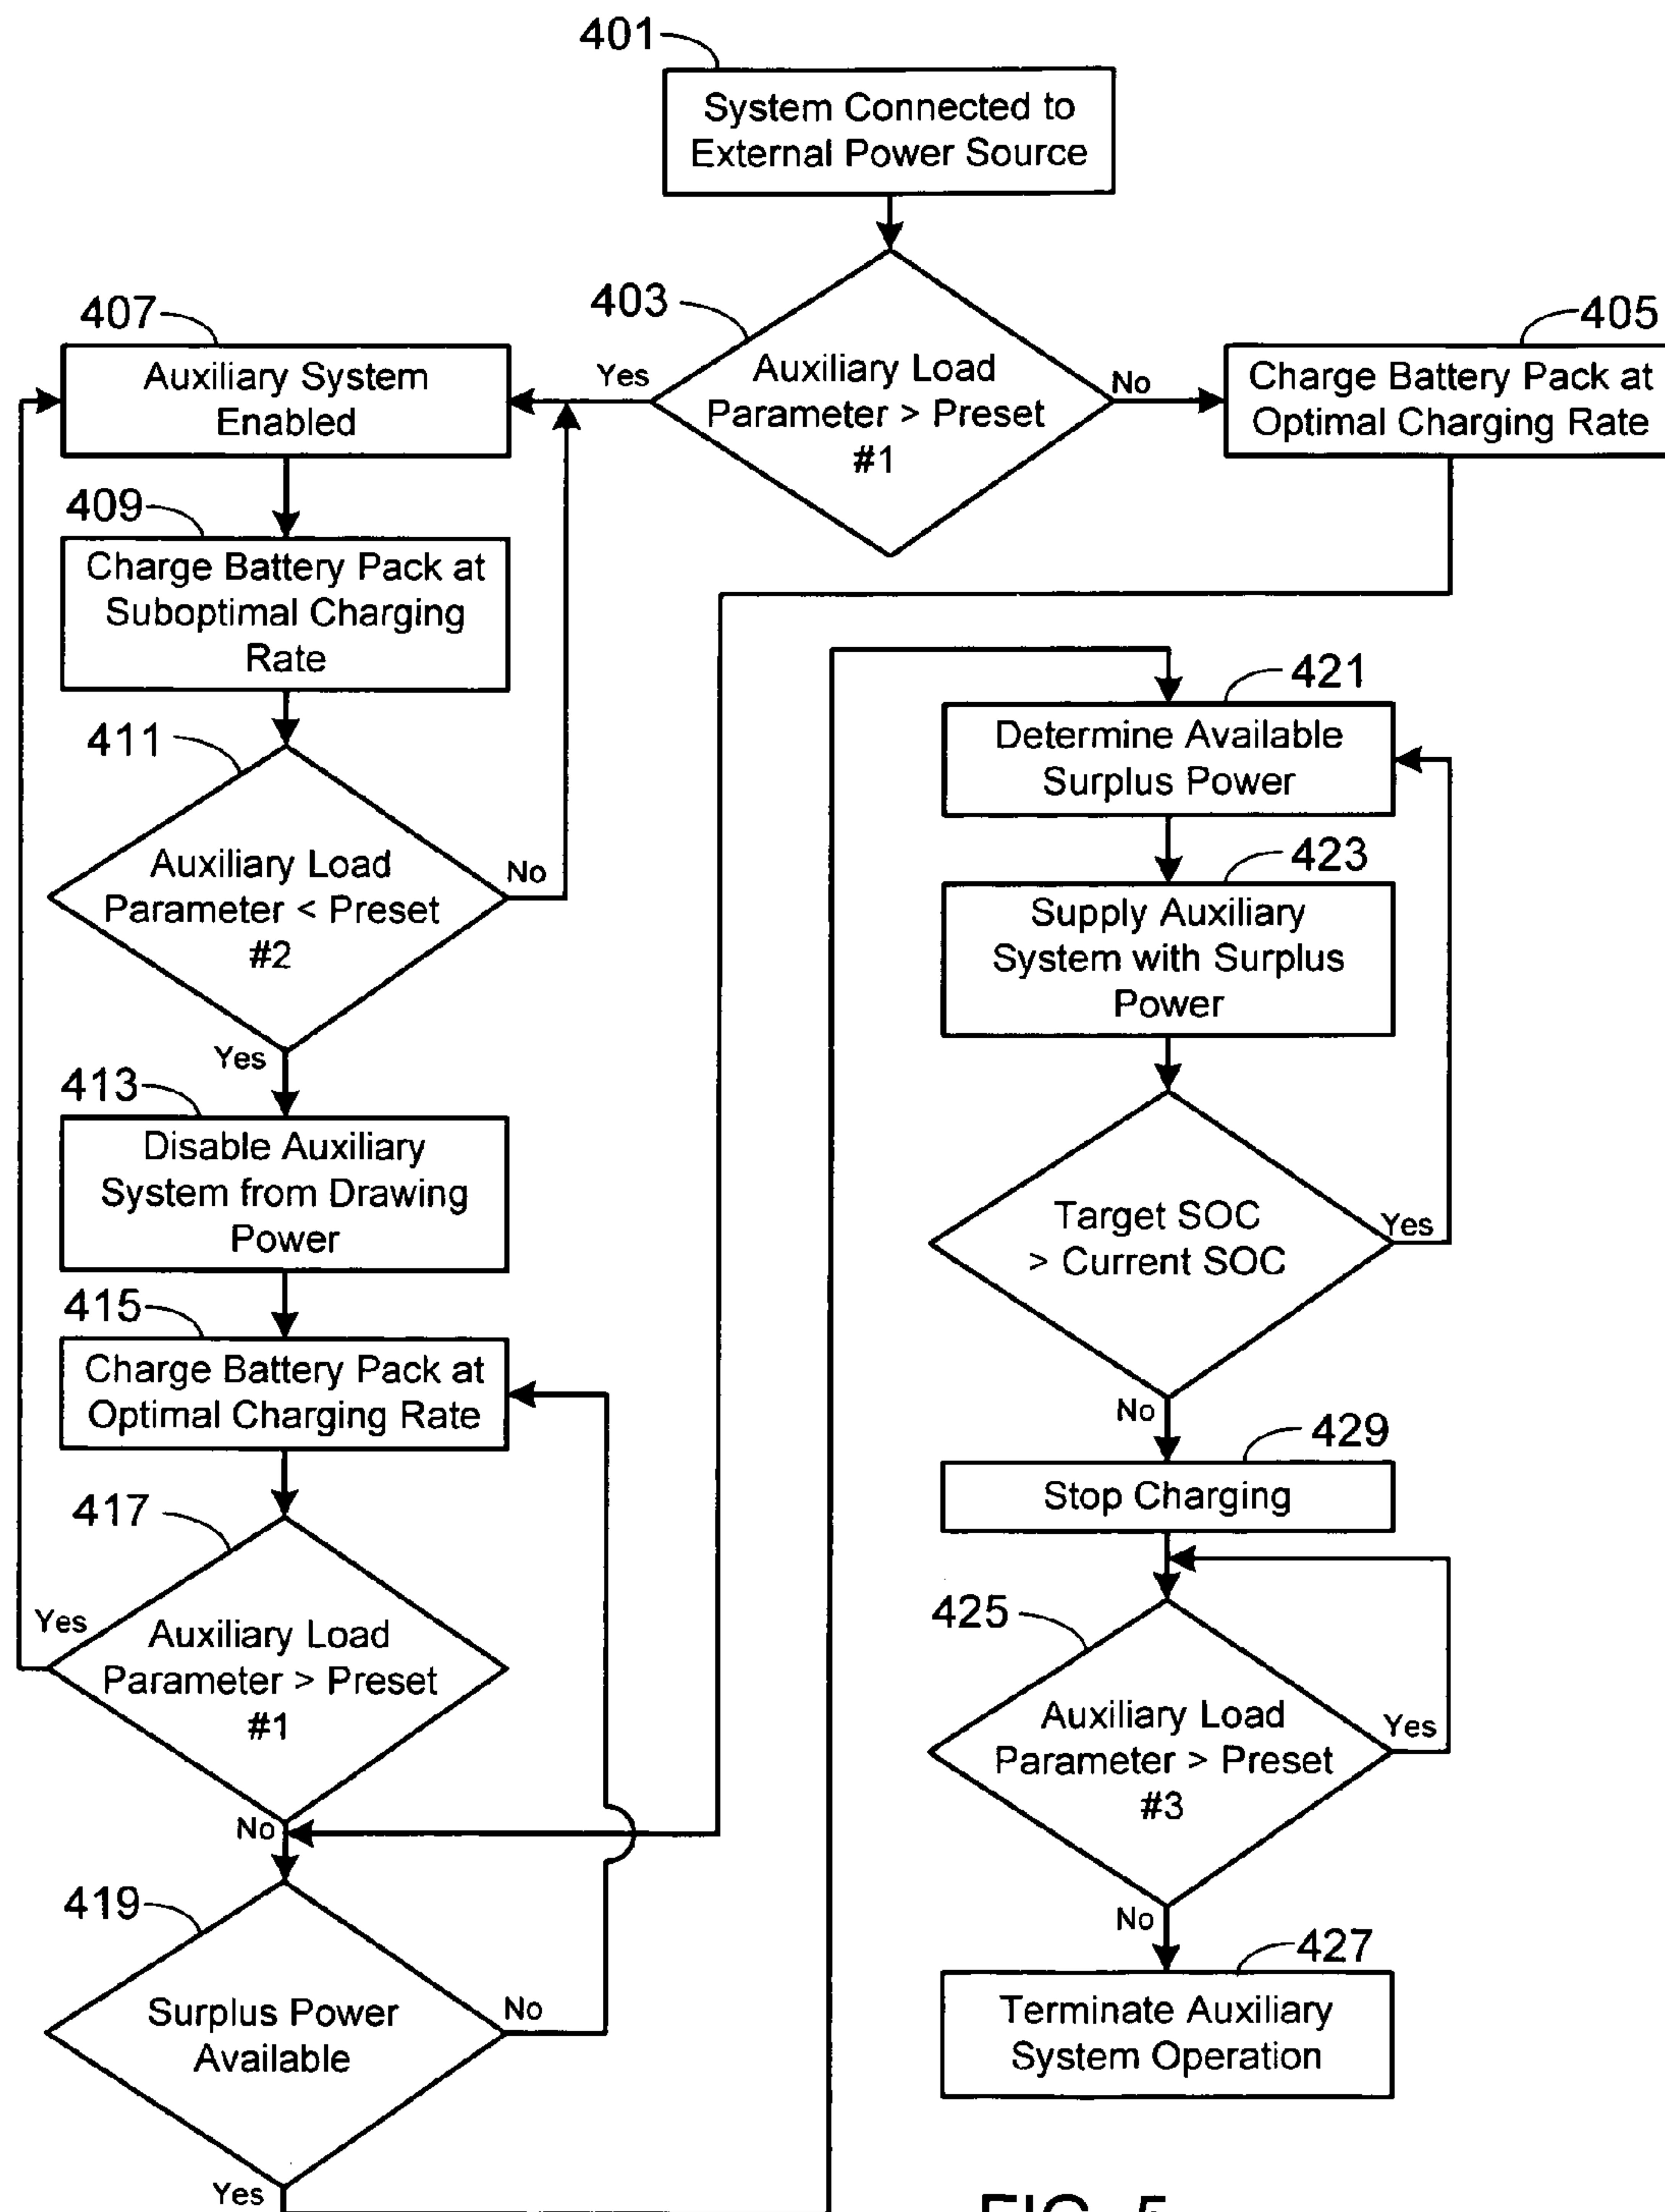 401
System Connected to
External Power Source
403
Auxiliary Load
Parameter > Preset
#1
Yes
No
405
Charge Battery Pack at
Optimal Charging Rate
407
Auxiliary System
Enabled
409
Charge Battery Pack at
Suboptimal Charging
Rate
411
Auxiliary Load
Parameter < Preset
#2
No
Yes
413
Disable Auxiliary
System from Drawing
Power
415
Charge Battery Pack at
Optimal Charging Rate
417
Yes
Auxiliary Load
Parameter > Preset
#1
No
419
Surplus Power
Available
No
Yes
421
Determine Available
Surplus Power
423
Supply Auxiliary
System with Surplus
Power
Target SOC
> Current SOC
Yes
No
429
Stop Charging
425
Auxiliary Load
Parameter > Preset
#3
Yes
No
427
Terminate Auxiliary
System Operation
FIG. 5